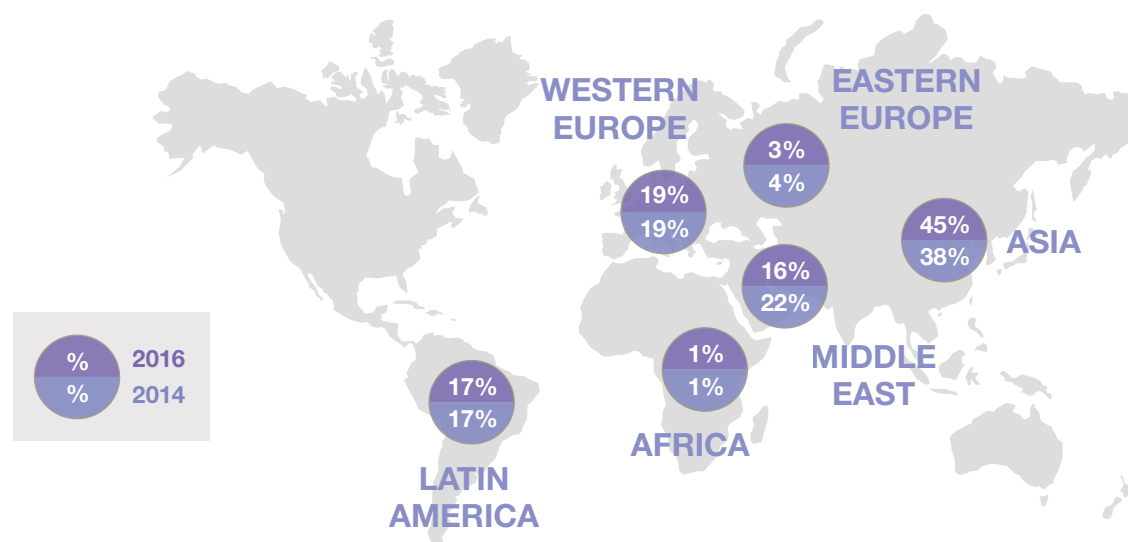 WESTERN
EUROPE
19%
19%
EASTERN
EUROPE
3%
4%
45%
38%
ASIA
16%
22%
MIDDLE
EAST
1%
1%
AFRICA
17%
17%
LATIN
AMERICA
%
2016
%
2014